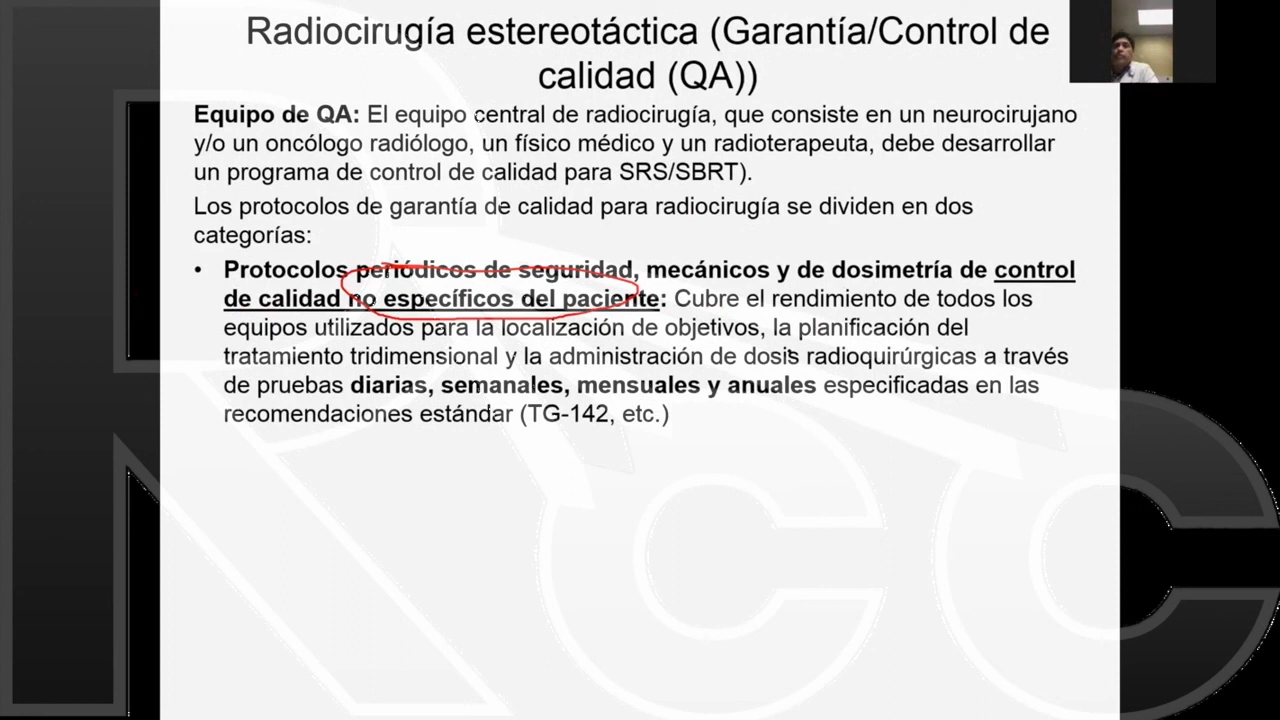 Radiocirugía estereotáctica (Garantía/Control de
calidad (QA))
Equipo de QA: El equipo central de radiocirugía, que consiste en un neurocirujano
y/o un oncólogo radiólogo, un físico médico y un radioterapeuta, debe desarrollar
un programa de control de calidad para SRS/SBRT).
Los protocolos de garantía de calidad para radiocirugía se dividen en dos
categorías:
• Protocolos periódicos de seguridad, mecánicos y de dosimetría de control
de calidad no específicos del paciente: Cubre el rendimiento de todos los
equipos utilizados para la localización de objetivos, la planificación del
tratamiento tridimensional y la administración de dosis radioquirúrgicas a través
de pruebas diarias, semanales, mensuales y anuales especificadas en las
recomendaciones estándar (TG-142, etc.)
Rcc